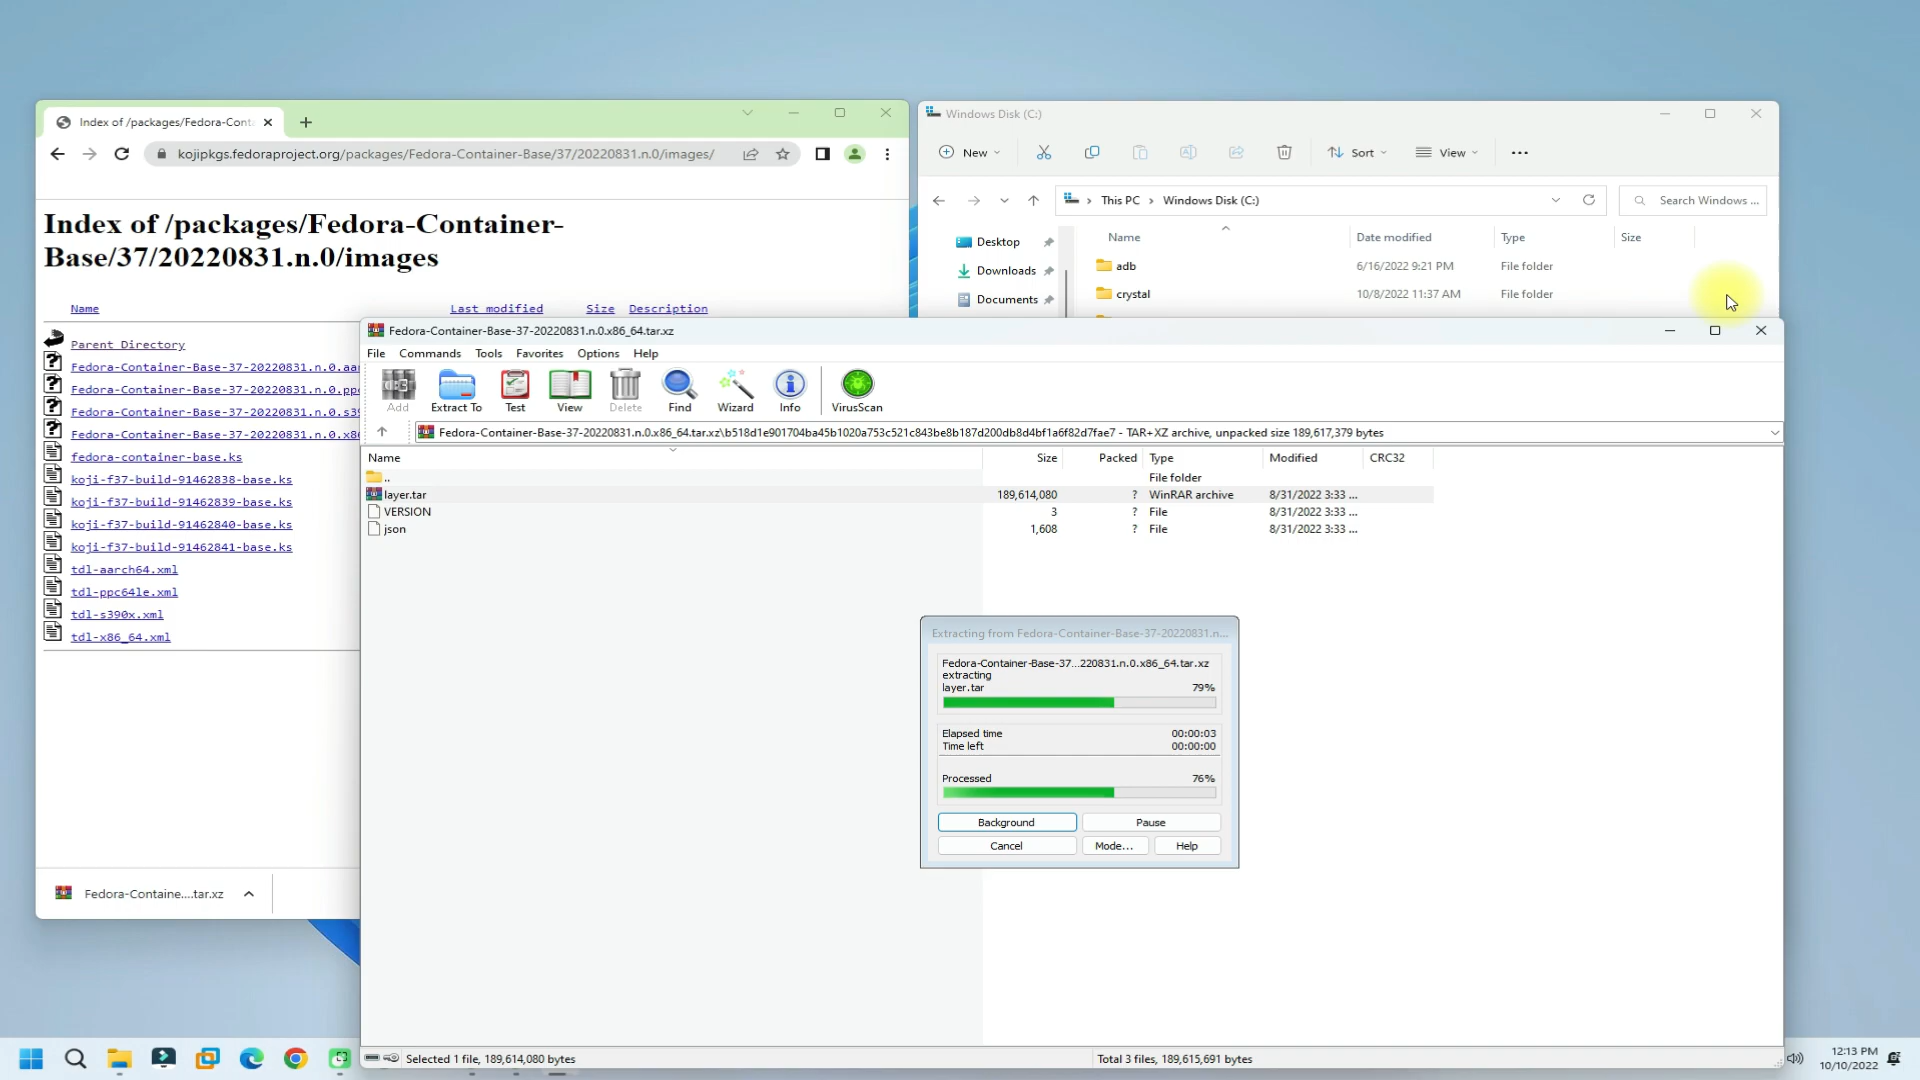 Index of /packages/Fedora-Cont
kojipkgs.fedoraproject.org/packages/Fedora-Container-Base/37/20220831.n.0/images/
Index of /packages/Fedora-Container-
Base/37/20220831.n.0/images
Name Last modified Size Description
Parent Directory
Fedora-Container-Base-37-20220831.n.0.aar
Fedora-Container-Base-37-20220831.n.0.ppc
Fedora-Container-Base-37-20220831.n.0.s39
Fedora-Container-Base-37-20220831.n.0.x86
fedora-container-base.ks
koji-f37-build-91462838-base.ks
koji-f37-build-91462839-base.ks
koji-f37-build-91462840-base.ks
koji-f37-build-91462841-base.ks
tdl-aarch64.xml
tdl-ppc64le.xml
tdl-s390x.xml
tdl-x86_64.xml
Fedora-Containe....tar.xz
Windows Disk (C:)
New Sort View
This PC Windows Disk (C:) Search Windows ...
Desktop
Downloads
Documents
Name Date modified Type Size
adb 6/16/2022 9:21 PM File folder
crystal 10/8/2022 11:37 AM File folder
Fedora-Container-Base-37-20220831.n.0.x86_64.tar.xz
File Commands Tools Favorites Options Help
Add Extract To Test View Delete Find Wizard Info VirusScan
Fedora-Container-Base-37-20220831.n.0.x86_64.tar.xz\b518d1e901704ba45b1020a753c521c843be8b187d200db8d4bf1a6f82d7fae7 - TAR+XZ archive, unpacked size 189,617,379 bytes
Name Size Packed Type Modified CRC32
.. File folder
layer.tar 189,614,080 ? WinRAR archive 8/31/2022 3:33 ...
VERSION 3 ? File 8/31/2022 3:33 ...
json 1,608 ? File 8/31/2022 3:33 ...
Extracting from Fedora-Container-Base-37-20220831.n...
Fedora-Container-Base-37...220831.n.0.x86_64.tar.xz
extracting
layer.tar 79%
Elapsed time 00:00:03
Time left 00:00:00
Processed 76%
Background Pause
Cancel Mode... Help
Selected 1 file, 189,614,080 bytes Total 3 files, 189,615,691 bytes
12:13 PM
10/10/2022